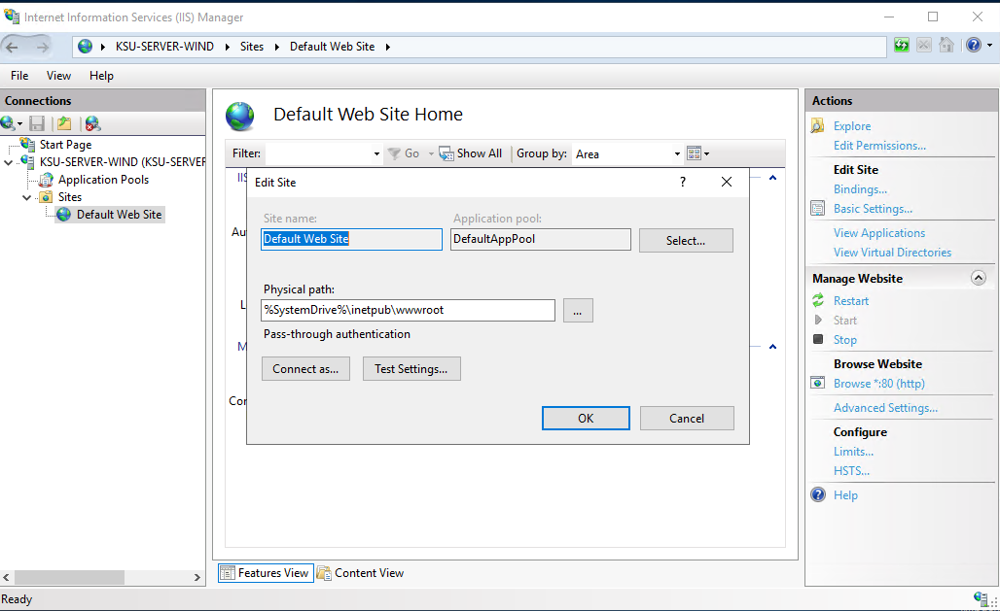 Internet Information Services (IIS) Manager
KSU-SERVER-WIND Sites Default Web Site
File View Help
Connections
Start Page
KSU-SERVER-WIND (KSU-SERVER
Application Pools
Sites
Default Web Site
Default Web Site Home
Filter: Go Show All Group by: Area
IIS
Au
L
M
Cor
Edit Site ?
Site name:
Default Web Site
Application pool:
DefaultAppPool
Select...
Physical path:
%SystemDrive%\inetpub\wwwroot
...
Pass-through authentication
Connect as... Test Settings...
OK Cancel
Features View Content View
Actions
Explore
Edit Permissions...
Edit Site
Bindings...
Basic Settings...
View Applications
View Virtual Directories
Manage Website
Restart
Start
Stop
Browse Website
Browse *:80 (http)
Advanced Settings...
Configure
Limits...
HSTS...
Help
Ready